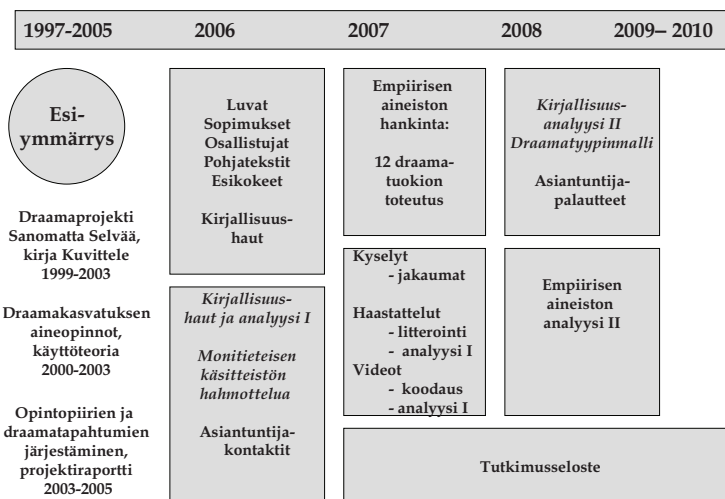 1997-2005 2006 2007 2008 2009– 2010
Esi-
ymmärrys
Draamaprojekti
Sanomatta Selvää,
kirja Kuvittele
1999-2003
Draamakasvatuksen
aineopinnot,
käyttöteoria
2000-2003
Opintopiirien ja
draamatapahtumien
järjestäminen,
projektiraportti
2003-2005
Luvat
Sopimukset
Osallistujat
Pohjatekstit
Esikokeet
Kirjallisuus-
haut
Kirjallisuus-
haut ja analyysi I
Monitieteisen
käsitteistön
hahmottelua
Asiantuntija-
kontaktit
Empiirisen
aineiston
hankinta:
12 draama-
tuokion
toteutus
Kyselyt
- jakaumat
Haastattelut
- litterointi
- analyysi I
Videot
- koodaus
- analyysi I
Kirjallisuus-
analyysi II
Draamatyypinmalli
Asiantuntija-
palautteet
Empiirisen
aineiston
analyysi II
Tutkimusseloste